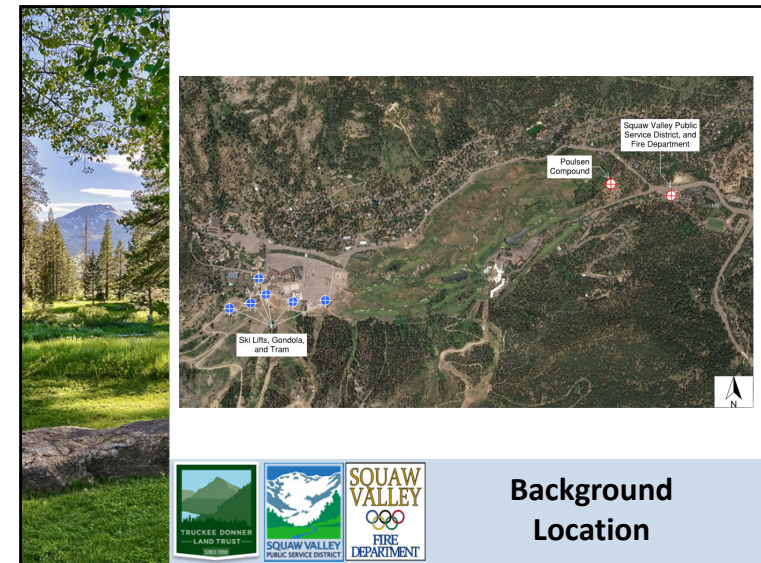 Squaw Valley Public
Service District, and
Fire Department
Poulsen
Compound
Ski Lifts, Gondola,
and Tram
N
TRUCKEE DONNER
LAND TRUST
SINCE 1990
SQUAW VALLEY
PUBLIC SERVICE DISTRICT
SQUAW
VALLEY
FIRE
DEPARTMENT
Background
Location